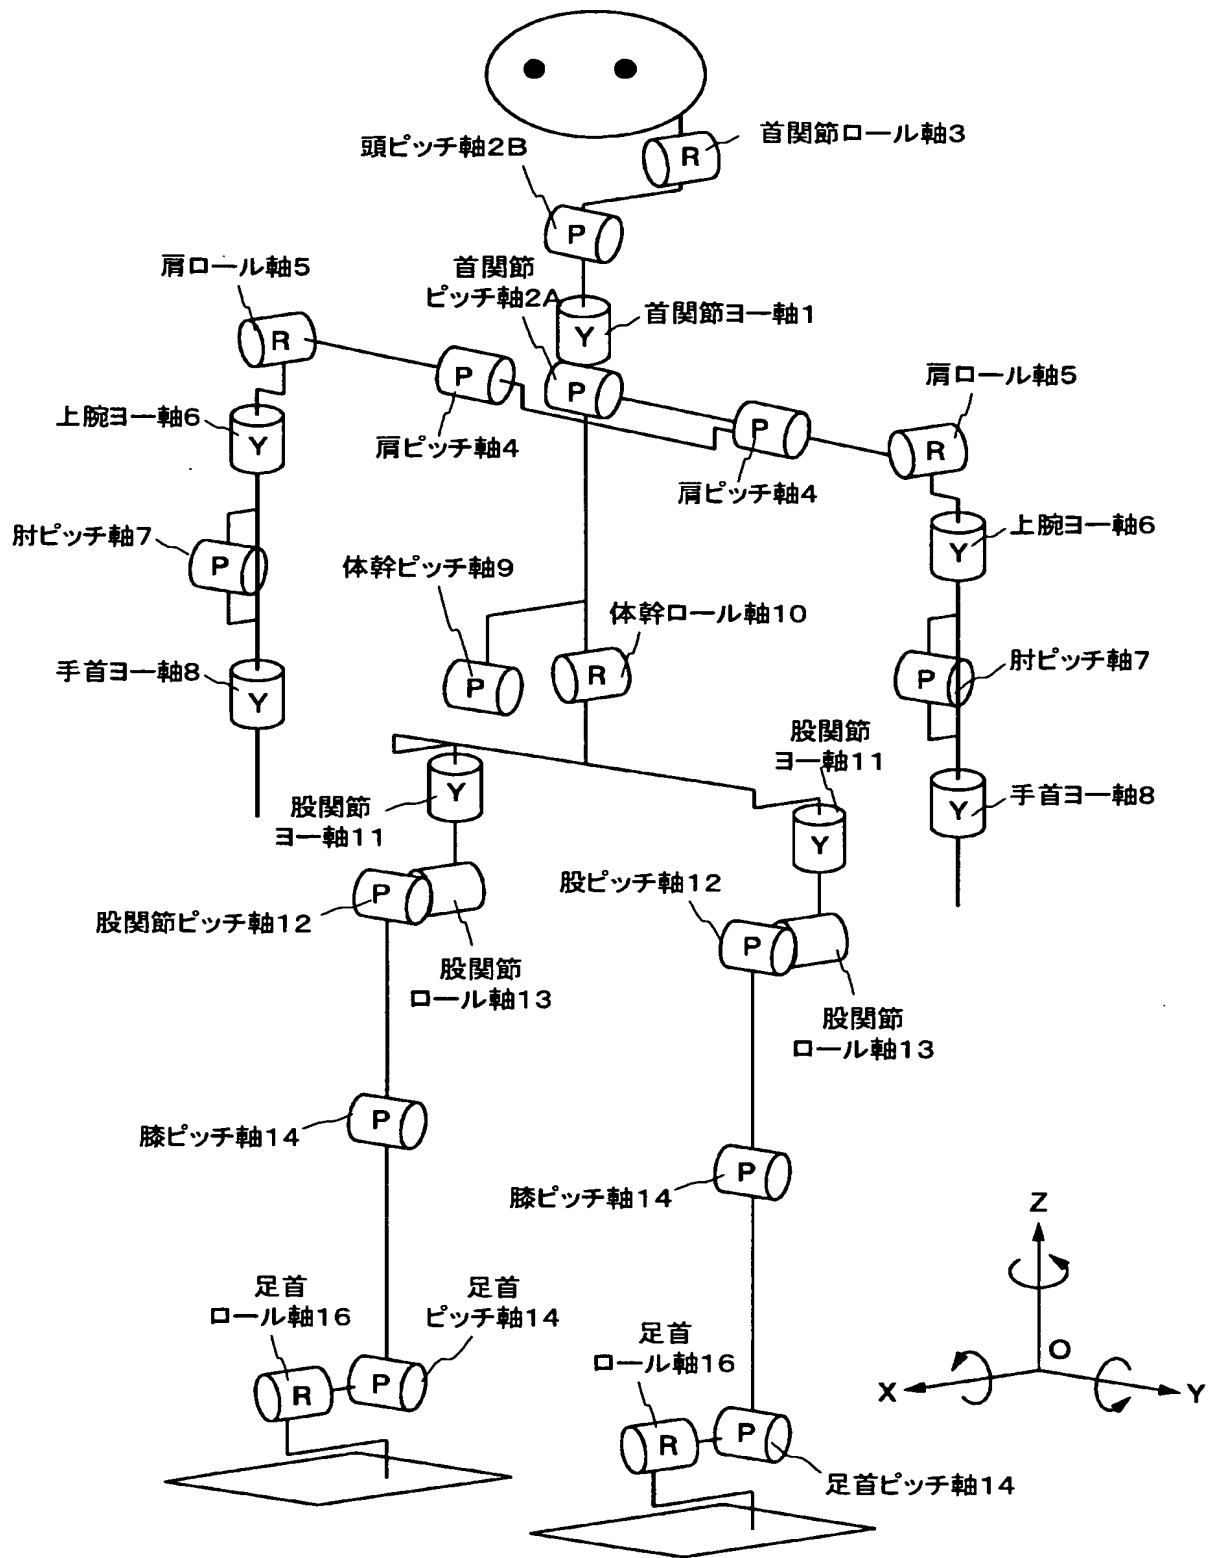 首関節ロール軸3
頭ピッチ軸2B
R
P
肩ロール軸5
首関節
ピッチ軸2A
首関節ヨー軸1
R
Y
P
P
肩ロール軸5
上腕ヨー軸6
Y
肩ピッチ軸4
P
R
肩ピッチ軸4
肘ピッチ軸7
P
上腕ヨー軸6
Y
体幹ピッチ軸9
体幹ロール軸10
手首ヨー軸8
Y
P
R
P
肘ピッチ軸7
股関節
ヨー軸11
Y
股関節
ヨー軸11
Y
手首ヨー軸8
Y
股ピッチ軸12
P
股関節ピッチ軸12
P
股関節
ロール軸13
股関節
ロール軸13
P
膝ピッチ軸14
P
膝ピッチ軸14
Z
O
X
Y
足首
ロール軸16
足首
ピッチ軸14
R
P
足首
ロール軸16
R
P
足首ピッチ軸14